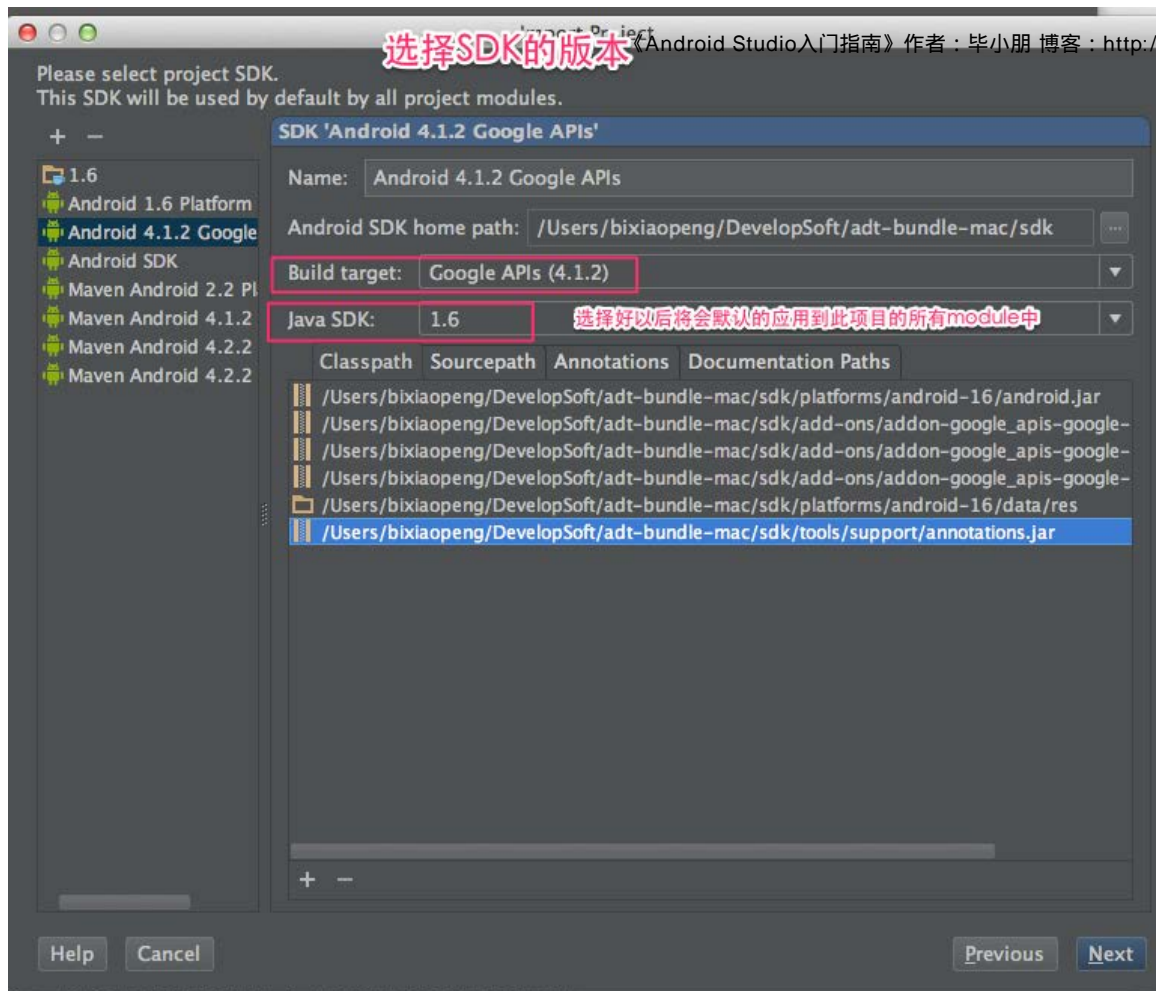 选择SDK的版本
《Android Studio入门指南》作者：毕小朋 博客：http:/
Please select project SDK.
This SDK will be used by default by all project modules.
SDK 'Android 4.1.2 Google APIs'
1.6
Android 1.6 Platform
Android 4.1.2 Google
Android SDK
Maven Android 2.2 Pl
Maven Android 4.1.2
Maven Android 4.2.2
Maven Android 4.2.2
Name: Android 4.1.2 Google APIs
Android SDK home path: /Users/bixiaopeng/DevelopSoft/adt-bundle-mac/sdk
Build target: Google APIs (4.1.2)
Java SDK: 1.6 选择好以后将会默认的应用到此项目的所有module中
Classpath Sourcepath Annotations Documentation Paths
/Users/bixiaopeng/DevelopSoft/adt-bundle-mac/sdk/platforms/android-16/android.jar
/Users/bixiaopeng/DevelopSoft/adt-bundle-mac/sdk/add-ons/addon-google_apis-google-
/Users/bixiaopeng/DevelopSoft/adt-bundle-mac/sdk/add-ons/addon-google_apis-google-
/Users/bixiaopeng/DevelopSoft/adt-bundle-mac/sdk/add-ons/addon-google_apis-google-
/Users/bixiaopeng/DevelopSoft/adt-bundle-mac/sdk/platforms/android-16/data/res
/Users/bixiaopeng/DevelopSoft/adt-bundle-mac/sdk/tools/support/annotations.jar
Help Cancel Previous Next